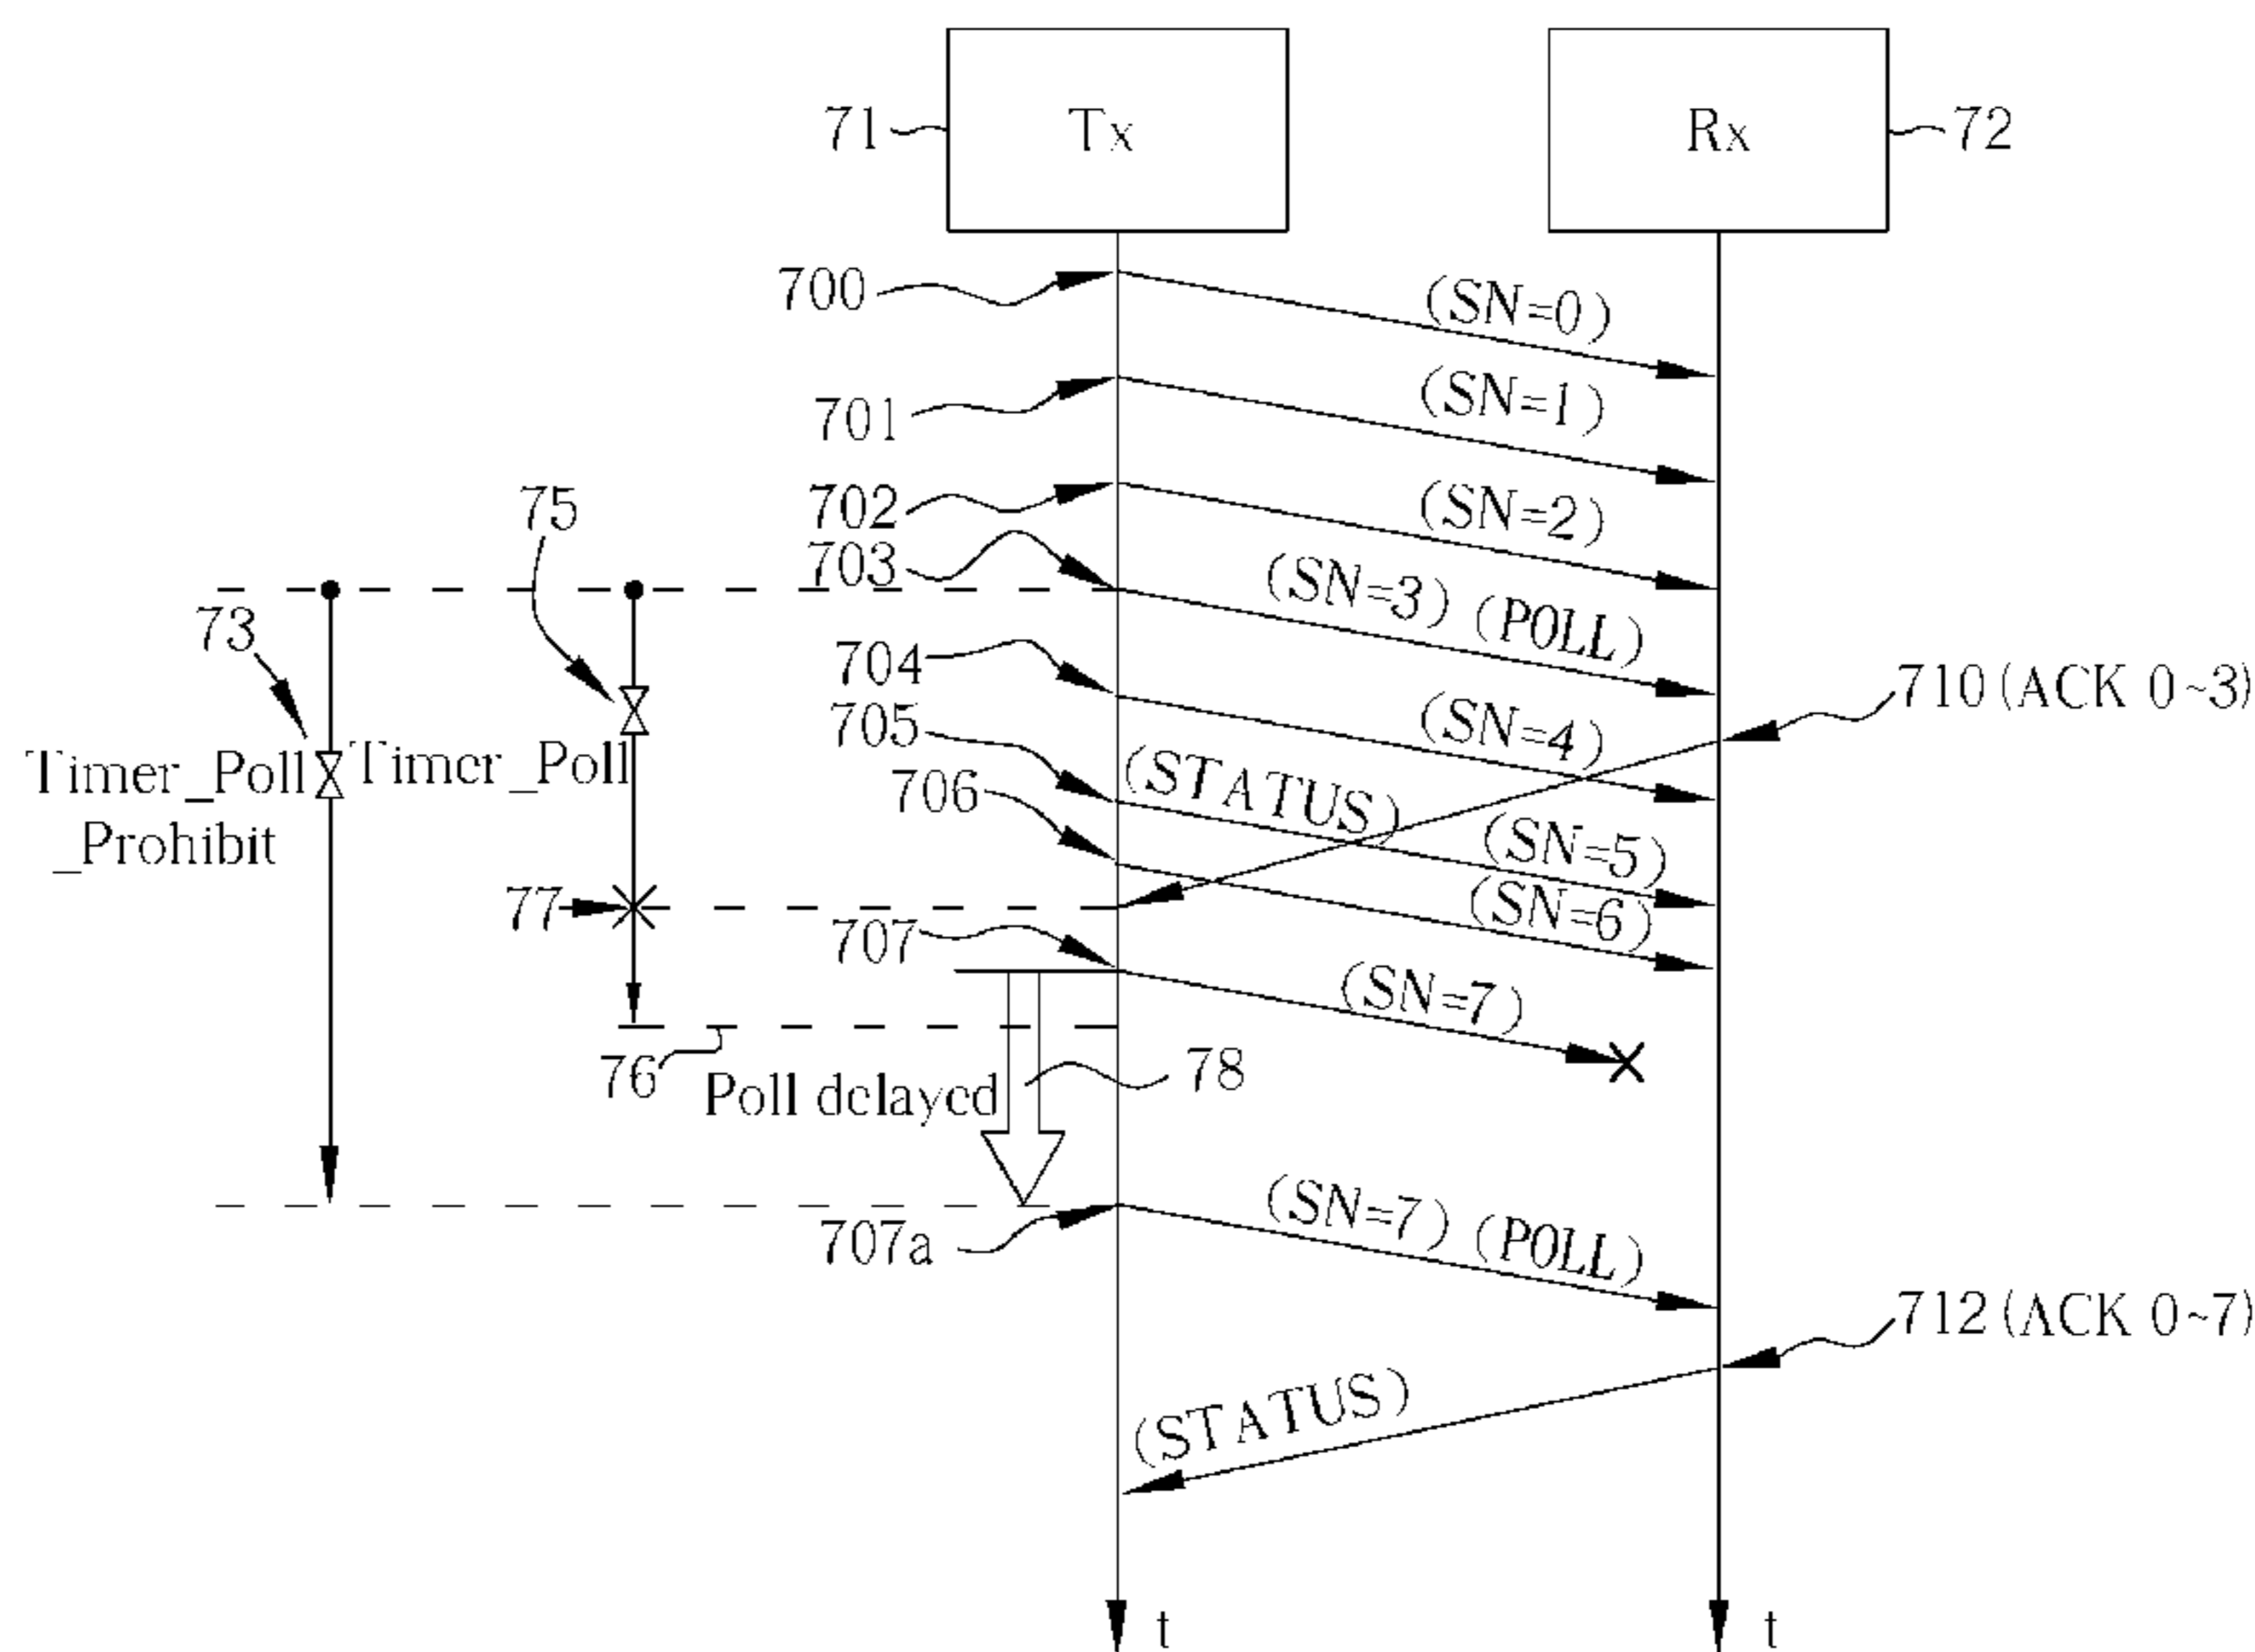 71
Tx
Rx
72
700
(SN=0)
701
(SN=1)
75
702
(SN=2)
703
(SN=3) (POLL)
73
704
710 (ACK 0~3)
(SN=4)
705
Timer_Poll
_Prohibit
Timer_Poll
(STATUS)
706
(SN=5)
77
(SN=6)
707
(SN=7)
76
Poll delayed
78
707a
(SN=7) (POLL)
712 (ACK 0~7)
(STATUS)
t
t